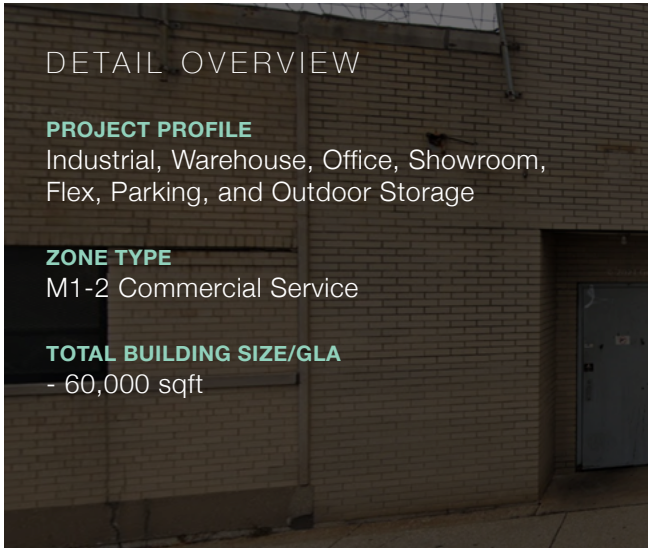 DETAIL OVERVIEW
PROJECT PROFILE
Industrial, Warehouse, Office, Showroom,
Flex, Parking, and Outdoor Storage
ZONE TYPE
M1-2 Commercial Service
TOTAL BUILDING SIZE/GLA
- 60,000 sqft